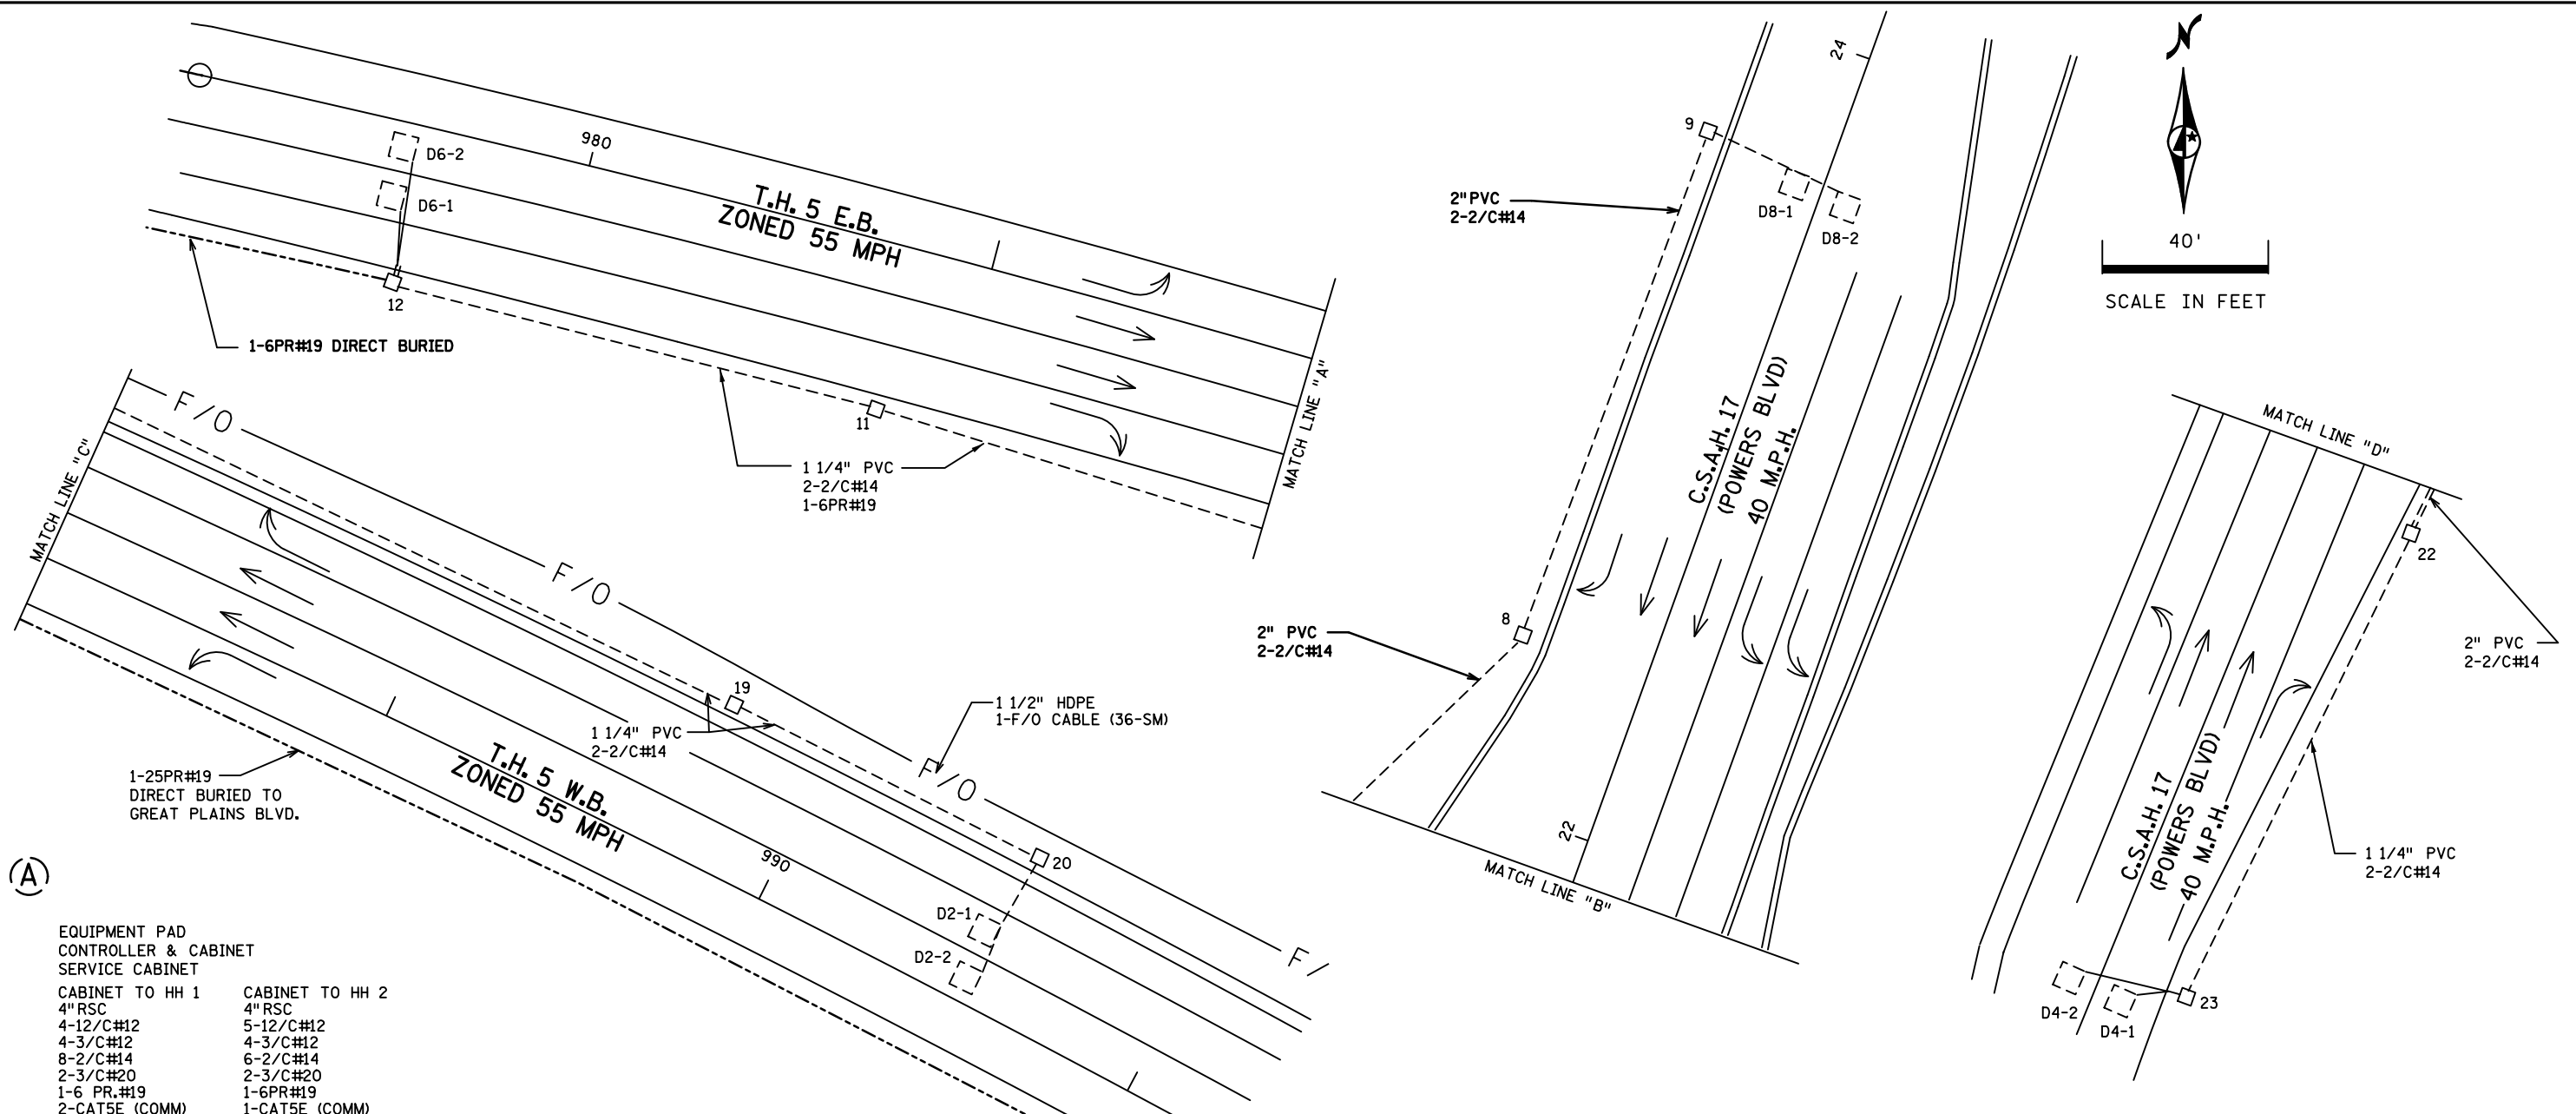 D6-2
D6-1
980
T.H. 5 E.B.
ZONED 55 MPH
12
11
1-6PR#19 DIRECT BURIED
1 1/4" PVC
2-2/C#14
1-6PR#19
MATCH LINE "A"
MATCH LINE "C"
F/O
F/O
F/O
F/
19
1 1/4" PVC
2-2/C#14
1 1/2" HDPE
1-F/O CABLE (36-SM)
T.H. 5 W.B.
ZONED 55 MPH
1-25PR#19
DIRECT BURIED TO
GREAT PLAINS BLVD.
990
20
D2-1
D2-2
A
EQUIPMENT PAD
CONTROLLER & CABINET
SERVICE CABINET
CABINET TO HH 1
4"RSC
4-12/C#12
4-3/C#12
8-2/C#14
2-3/C#20
1-6 PR.#19
2-CAT5E (COMM)
CABINET TO HH 2
4"RSC
5-12/C#12
4-3/C#12
6-2/C#14
2-3/C#20
1-6PR#19
1-CAT5E (COMM)
24
9
2"PVC
2-2/C#14
D8-1
D8-2
C.S.A.H. 17
(POWERS BLVD)
40 M.P.H.
8
2" PVC
2-2/C#14
22
MATCH LINE "B"
N
40'
SCALE IN FEET
MATCH LINE "D"
22
2" PVC
2-2/C#14
C.S.A.H. 17
(POWERS BLVD)
40 M.P.H.
1 1/4" PVC
2-2/C#14
D4-2
D4-1
23